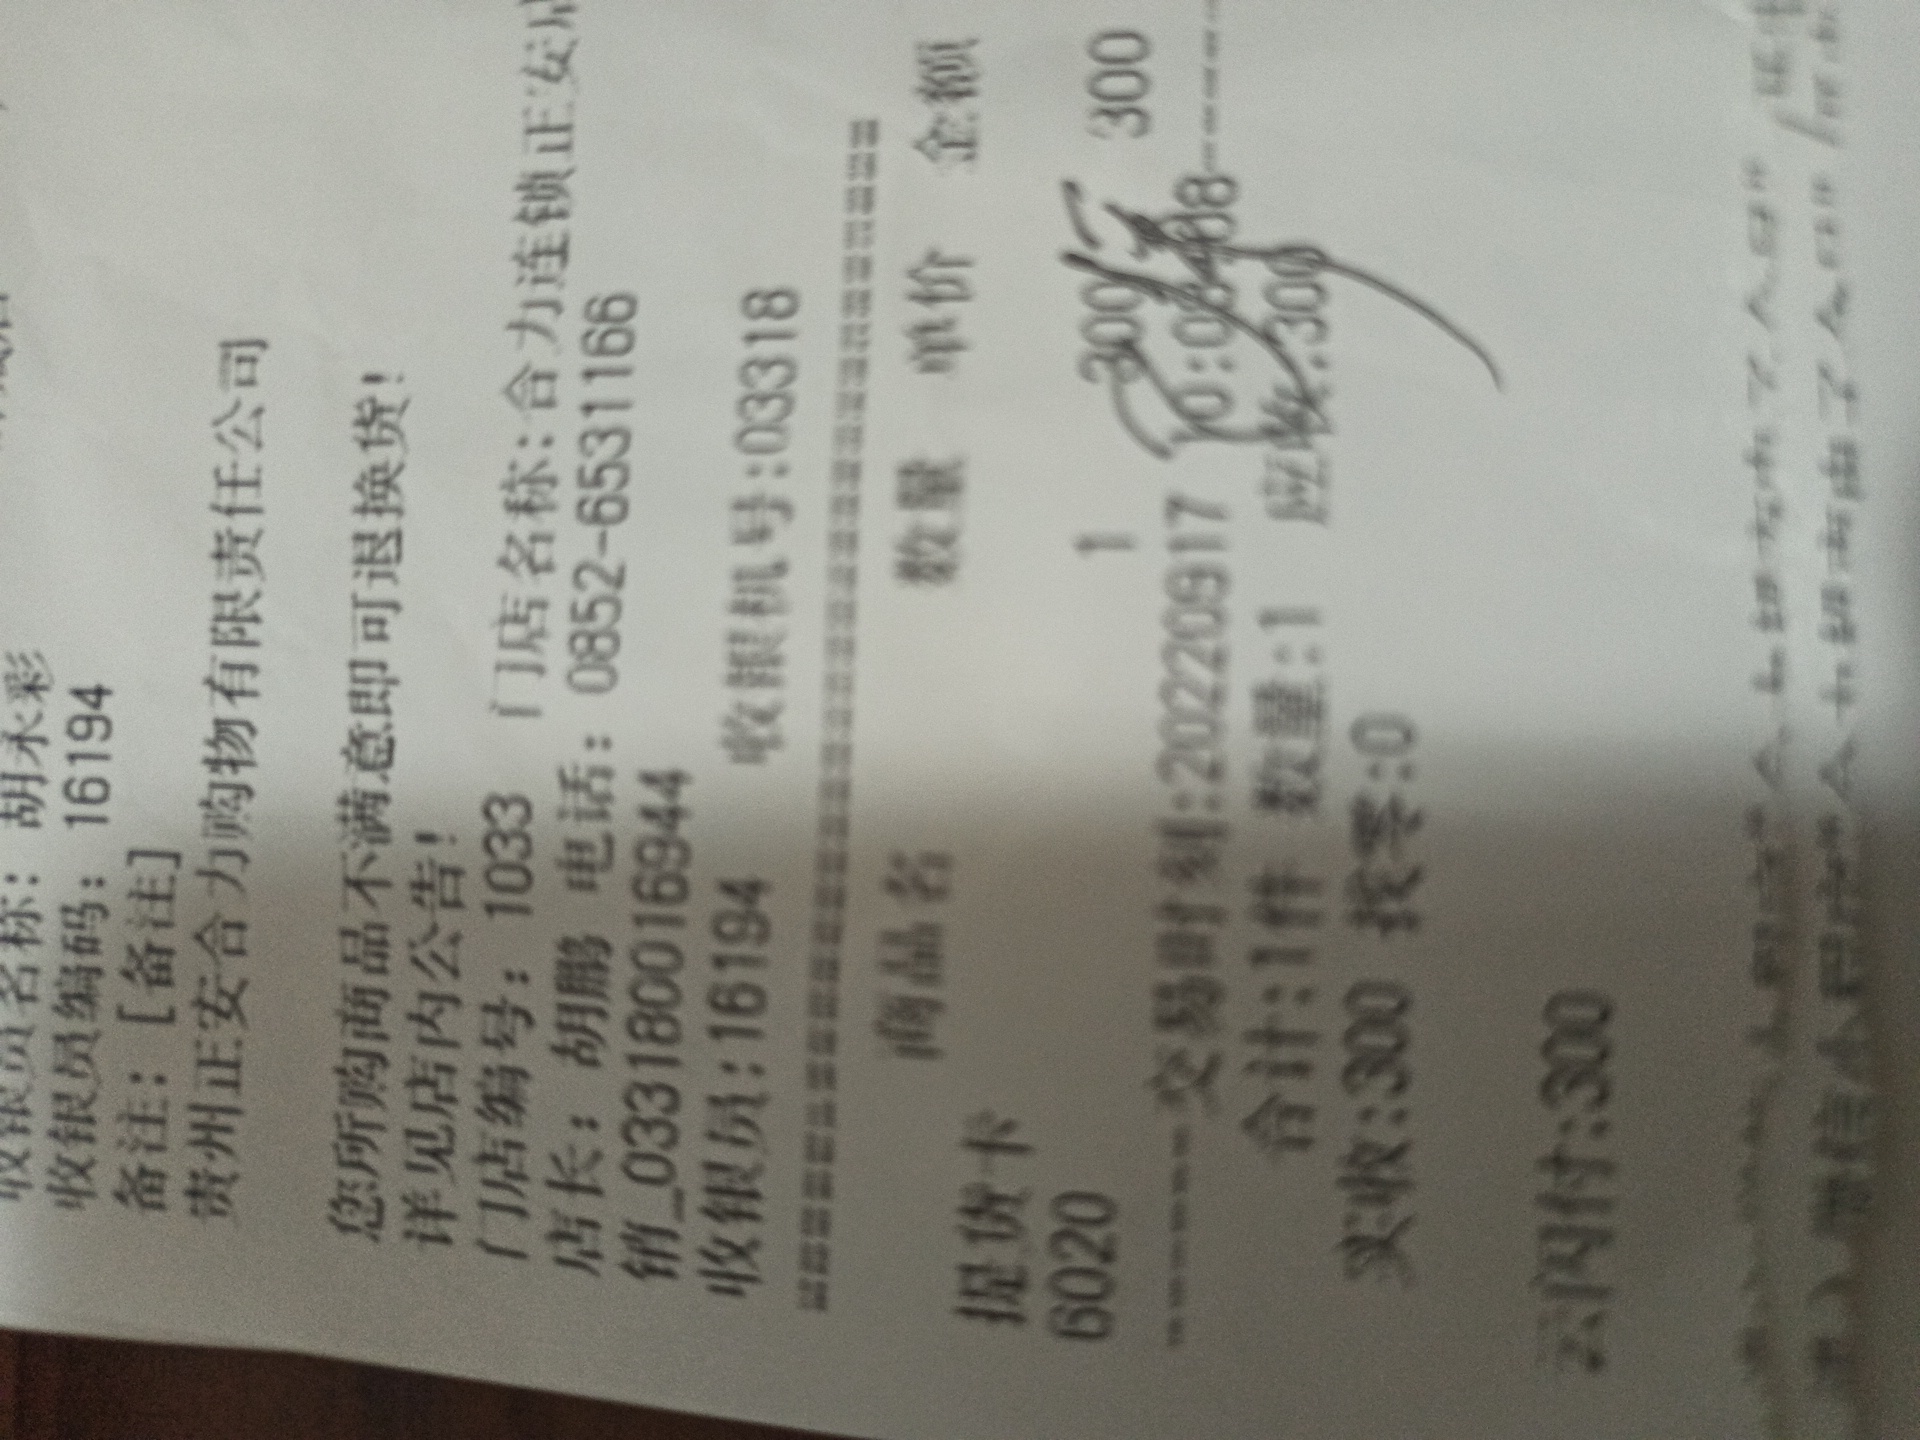 收银员名称：胡永彩
收银员编码：16194
备注：[备注]
贵州正安合力购物有限责任公司
您所购商品不满意即可退换货！
详见店内公告！
门店编号：1033 门店名称:合力连锁正安店
店长：胡鹏 电话：0852-6531166
销_0331800016944
收银员:16194 收银机号:033318
========================================
商品名 数量 单价 金额
提货卡
6020 1 300 300
--------交易时刻:20220917 10:08:408-----
合计:1件 数量:1 应收:300
实收:300 找零:0
云闪付:300